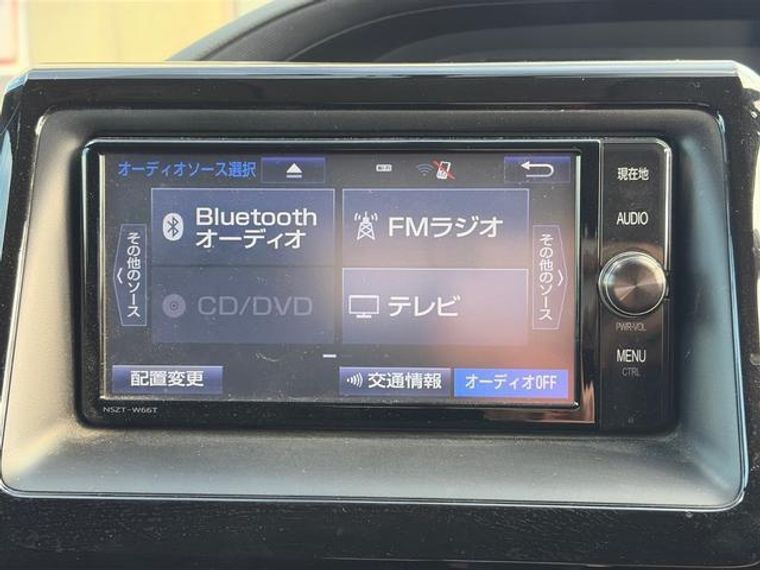 オーディオソース選択
Wi-Fi
現在地
Bluetooth
オーディオ
FMラジオ
AUDIO
その他のソース
その他のソース
CD/DVD
テレビ
PWR·VOL
MENU
CTRL
配置変更
交通情報
オーディオOFF
NSZT-W66T